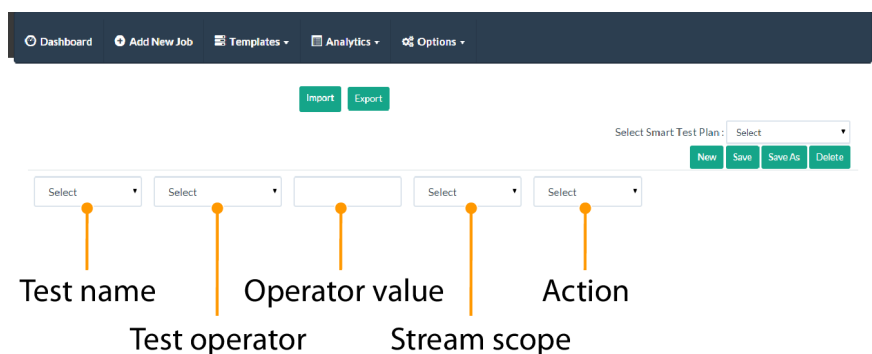 Dashboard Add New Job Templates Analytics Options
Import Export
Select Smart Test Plan : Select
New Save Save As Delete
Select Select Select Select
Test name Operator value Action
Test operator Stream scope